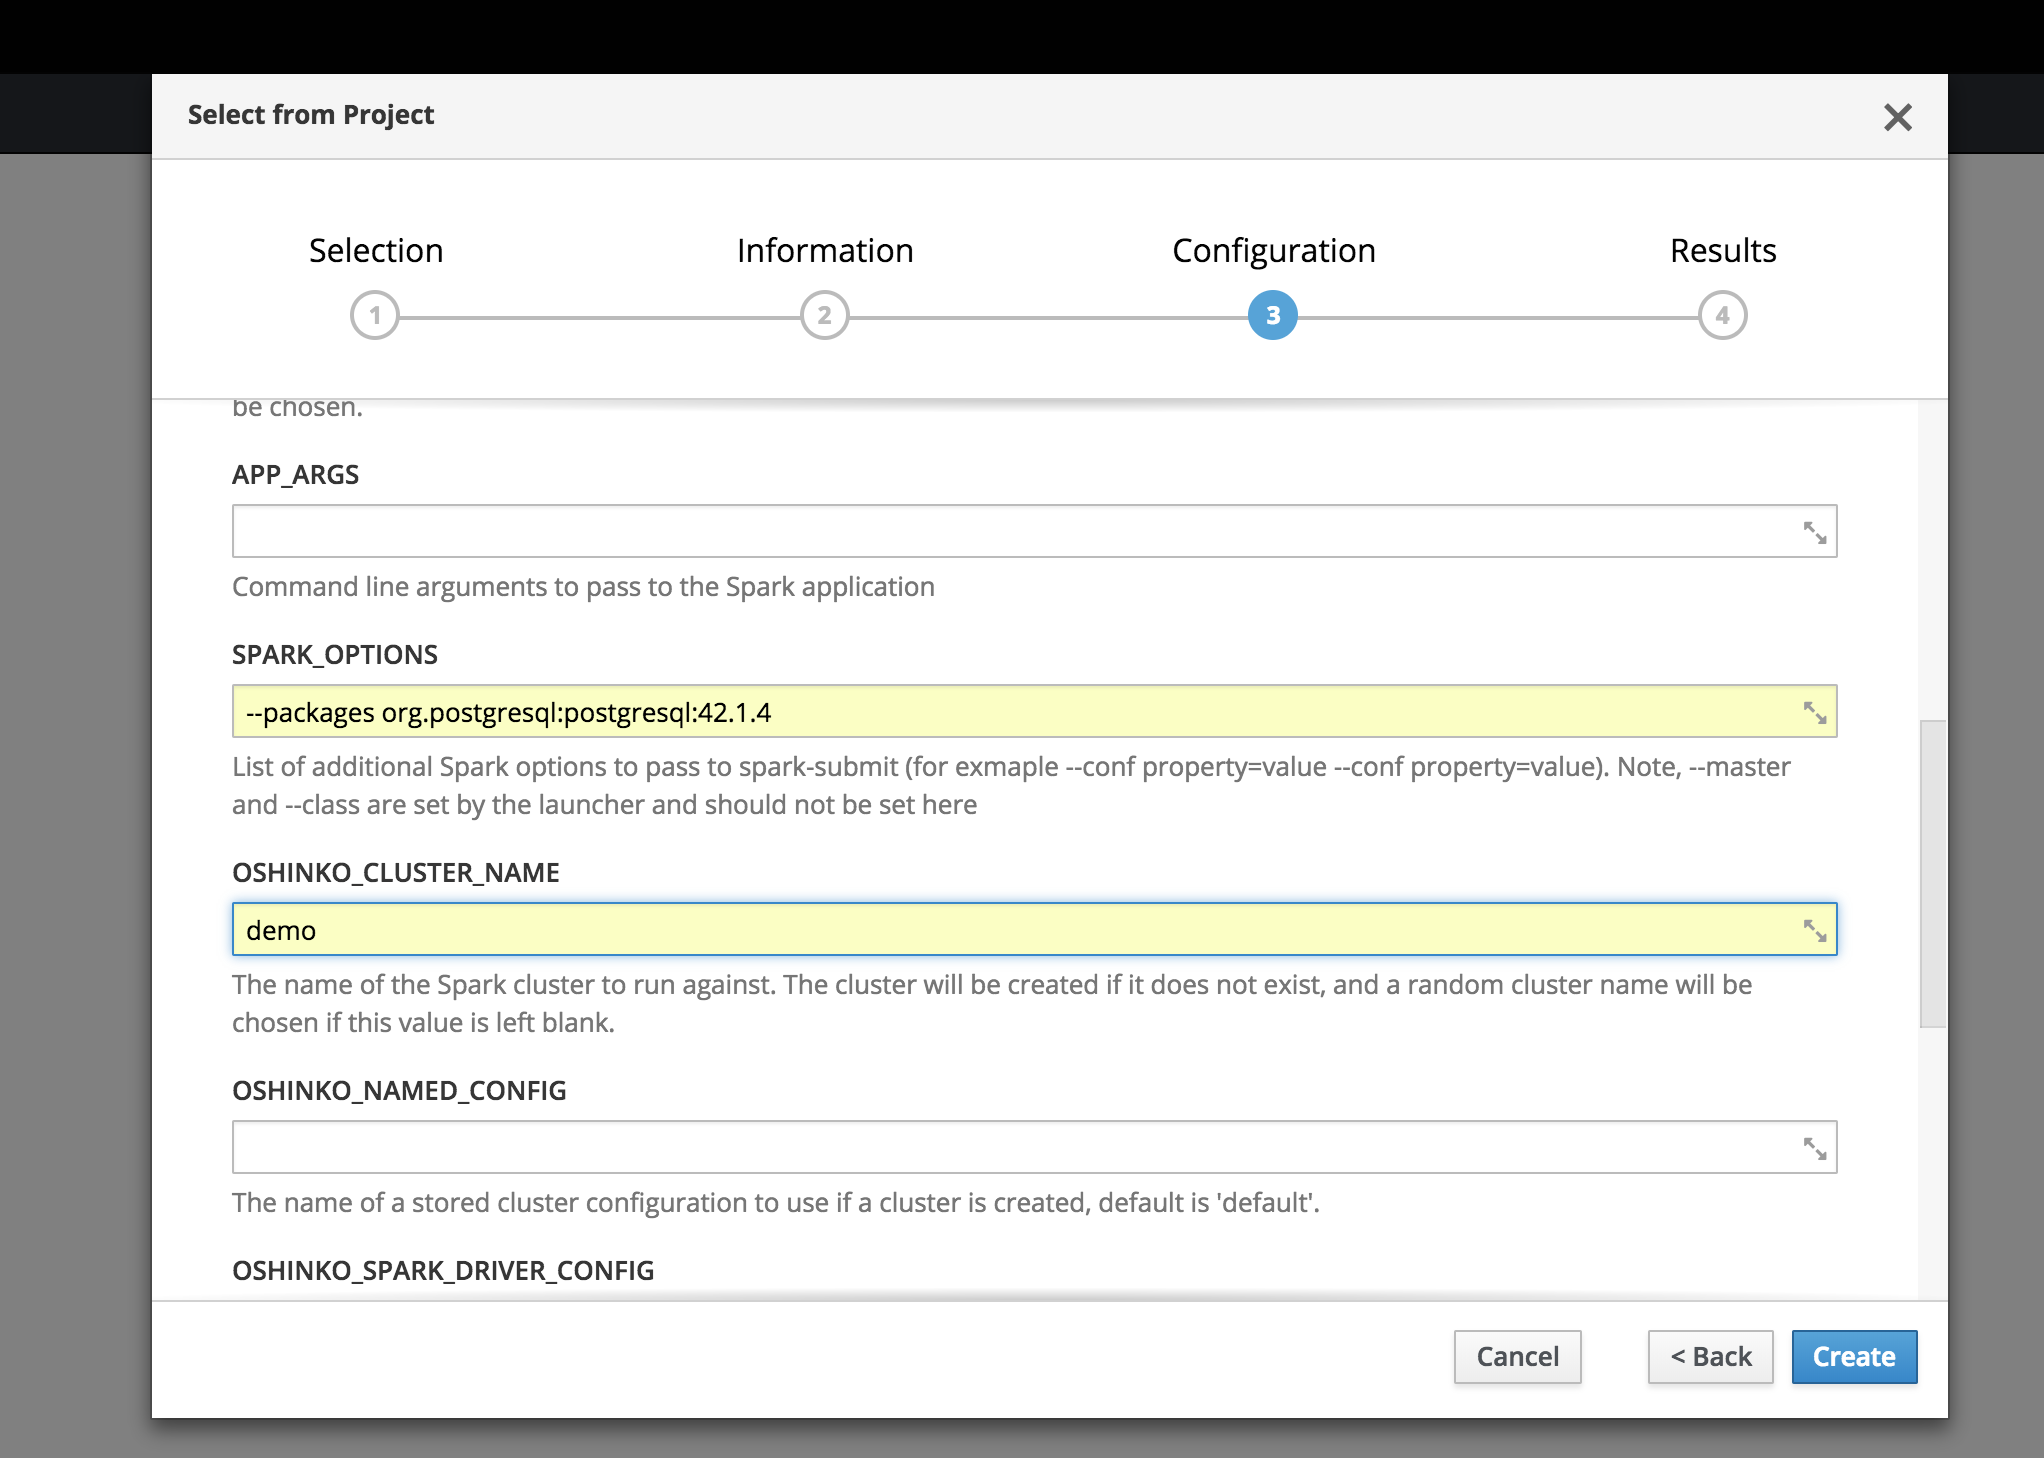 Select from Project
Selection
Information
Configuration
Results
1
2
3
4
be chosen.
APP_ARGS
Command line arguments to pass to the Spark application
SPARK_OPTIONS
--packages org.postgresql:postgresql:42.1.4
List of additional Spark options to pass to spark-submit (for exmaple --conf property=value --conf property=value). Note, --master
and --class are set by the launcher and should not be set here
OSHINKO_CLUSTER_NAME
demo
The name of the Spark cluster to run against. The cluster will be created if it does not exist, and a random cluster name will be
chosen if this value is left blank.
OSHINKO_NAMED_CONFIG
The name of a stored cluster configuration to use if a cluster is created, default is 'default'.
OSHINKO_SPARK_DRIVER_CONFIG
Cancel
< Back
Create